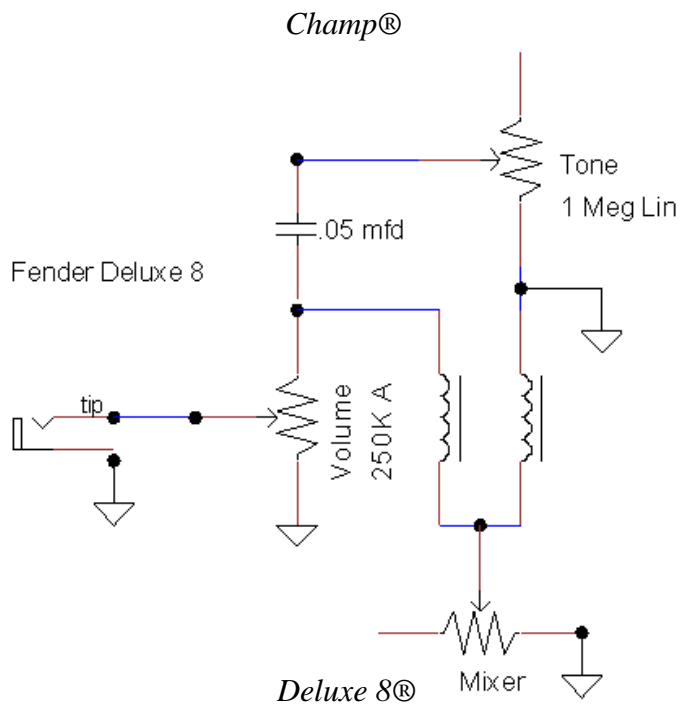 Champ®
Tone
1 Meg Lin
.05 mfd
Fender Deluxe 8
tip
Volume
250K A
Mixer
Deluxe 8®